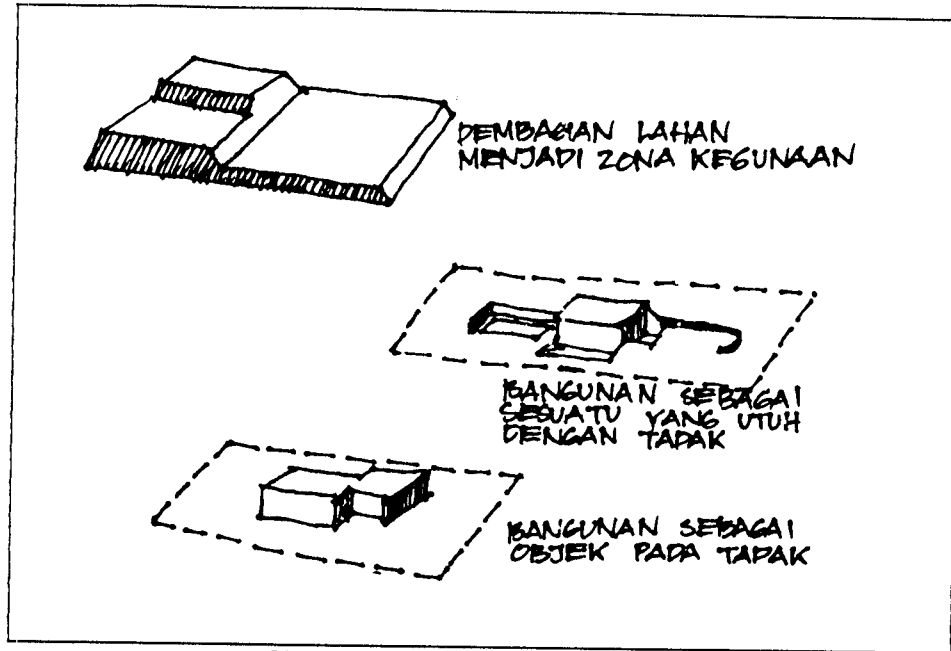 PEMBAGIAN LAHAN
MENJADI ZONA KEGUNAAN
BANGUNAN SEBAGAI
SESUATU YANG UTUH
DENGAN TAPAK
BANGUNAN SEBAGAI
OBJEK PADA TAPAK